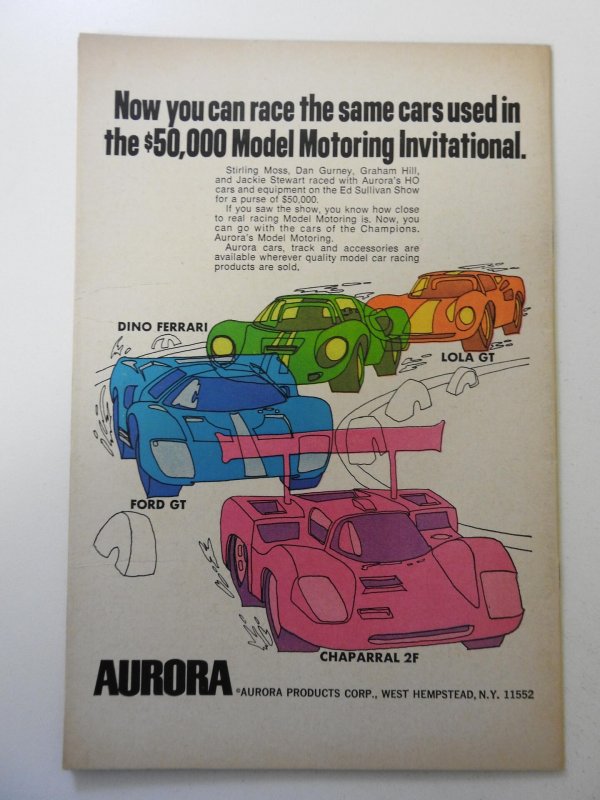 Now you can race the same cars used in
the $50,000 Model Motoring Invitational.
Stirling Moss, Dan Gurney, Graham Hill,
and Jackie Stewart raced with Aurora's HO
cars and equipment on the Ed Sullivan Show
for a purse of $50,000.
If you saw the show, you know how close
to real racing Model Motoring is. Now, you
can go with the cars of the Champions.
Aurora's Model Motoring.
Aurora cars, track and accessories are
available wherever quality model car racing
products are sold.
DINO FERRARI
LOLA GT
FORD GT
CHAPARRAL 2F
AURORA ©AURORA PRODUCTS CORP., WEST HEMPSTEAD, N.Y. 11552